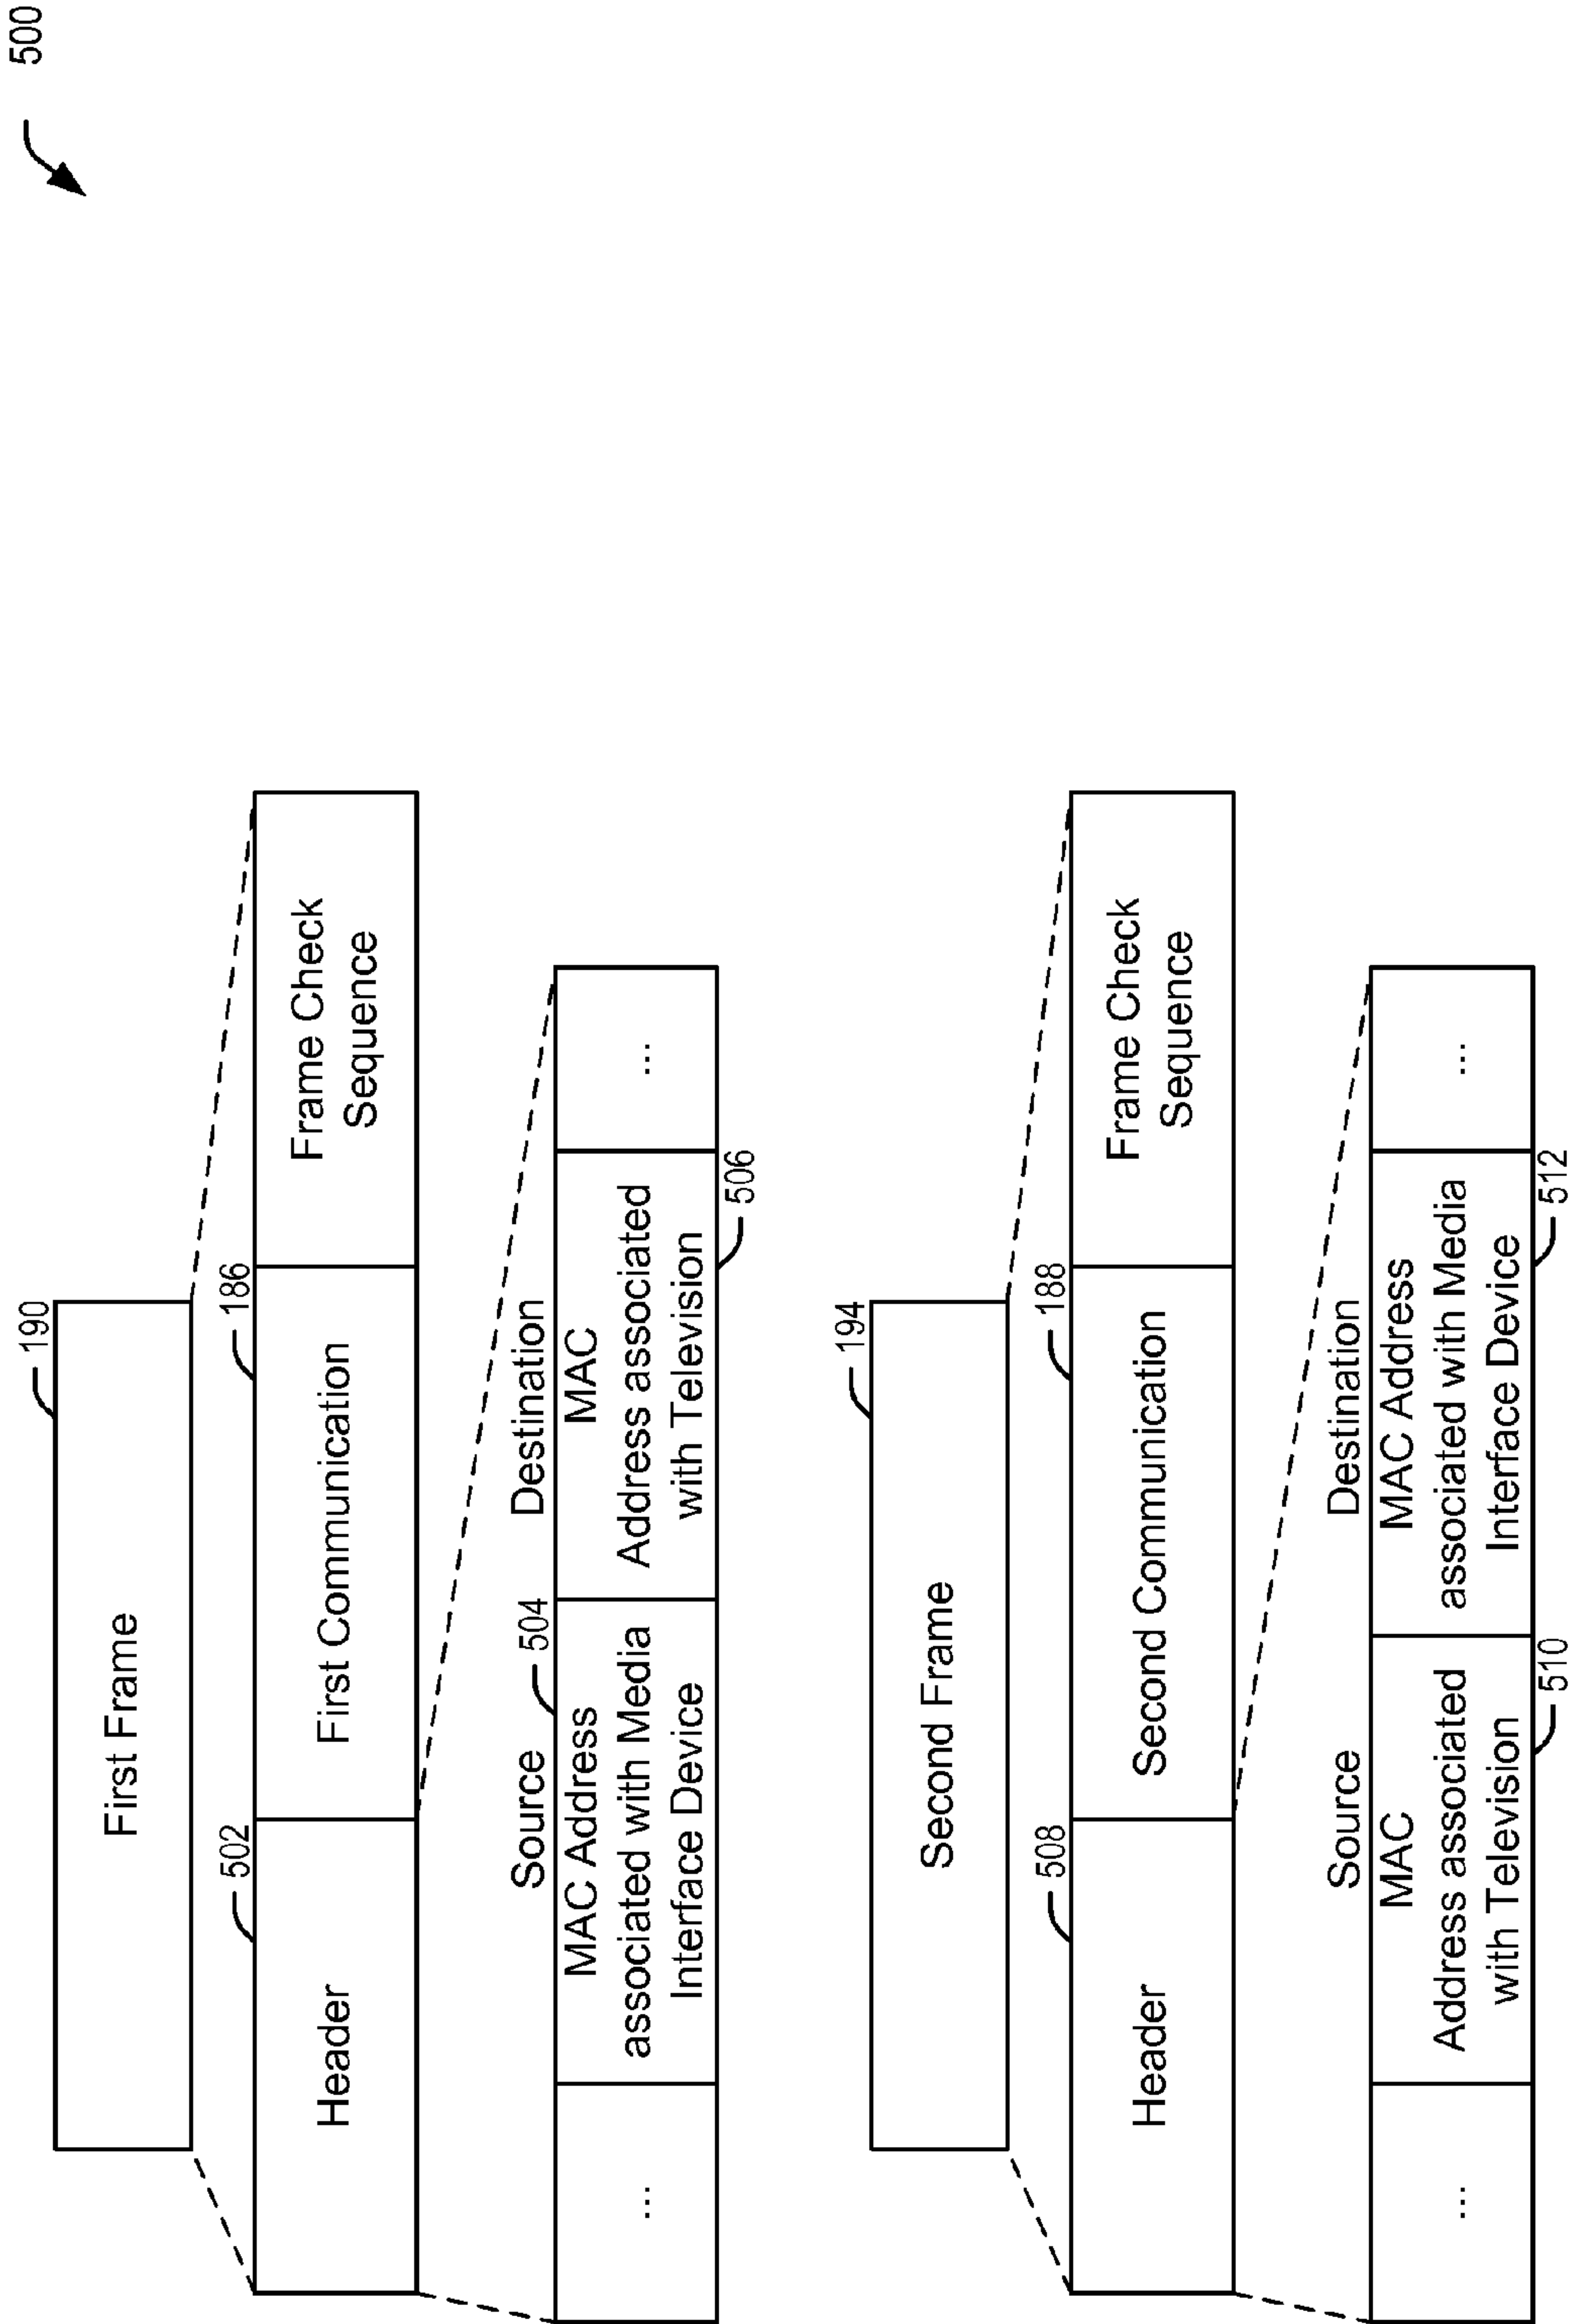 500
190
First Frame
502
186
Header
First Communication
Frame Check
Sequence
Source
504
Destination
...
MAC Address
associated with Media
Interface Device
MAC
Address associated
with Television
...
506
194
Second Frame
508
188
Header
Second Communication
Frame Check
Sequence
Source
Destination
...
MAC
Address associated
with Television
MAC Address
associated with Media
Interface Device
...
510
512